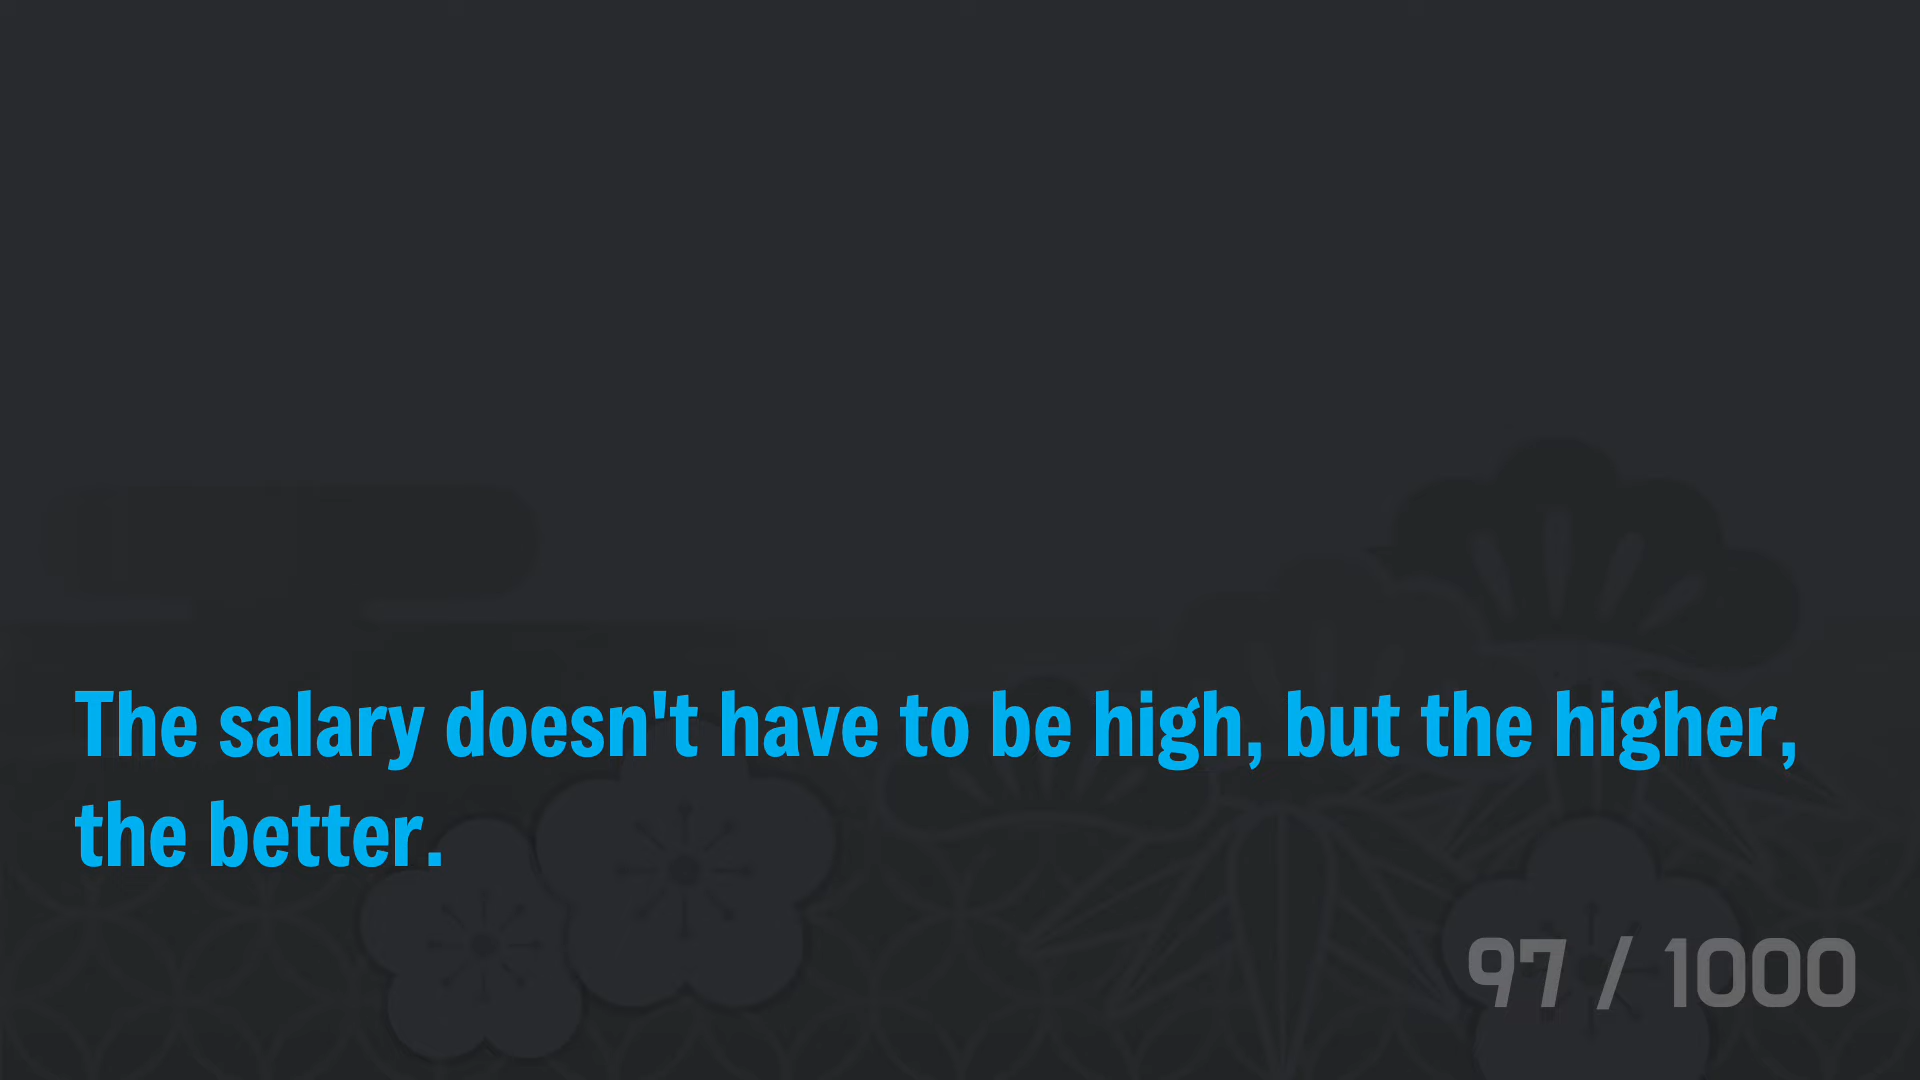 The salary doesn't have to be high, but the higher,
the better.
97 / 1000